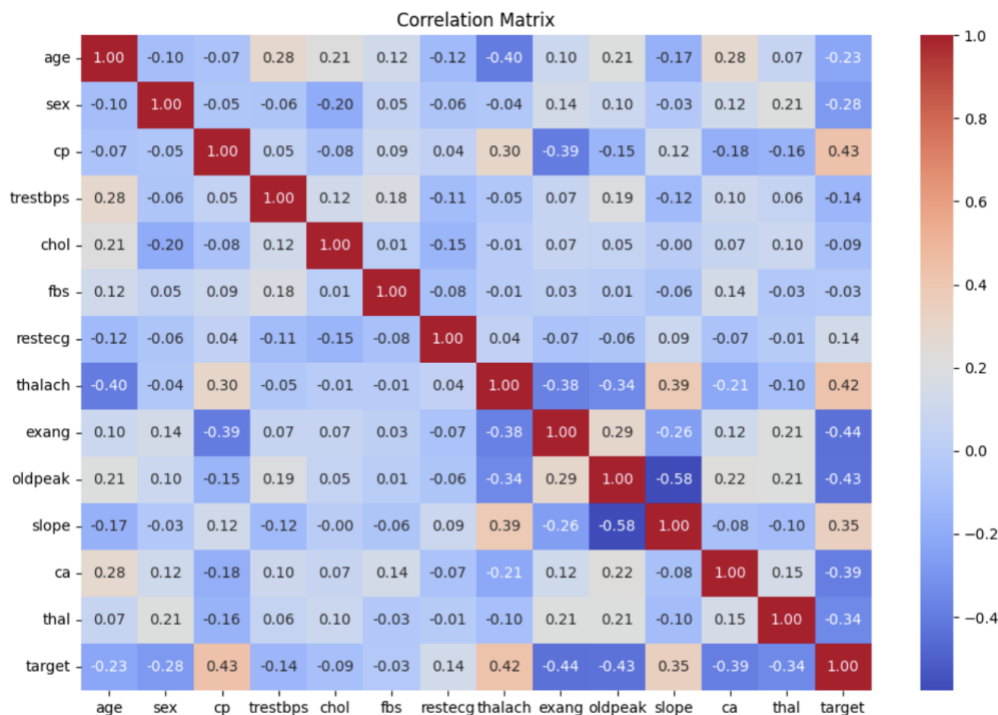 Correlation Matrix
age 1.00 -0.10 -0.07 0.28 0.21 0.12 -0.12 -0.40 0.10 0.21 -0.17 0.28 0.07 -0.23
sex -0.10 1.00 -0.05 -0.06 -0.20 0.05 -0.06 -0.04 0.14 0.10 -0.03 0.12 0.21 -0.28
cp -0.07 -0.05 1.00 0.05 -0.08 0.09 0.04 0.30 -0.39 -0.15 0.12 -0.18 -0.16 0.43
trestbps 0.28 -0.06 0.05 1.00 0.12 0.18 -0.11 -0.05 0.07 0.19 -0.12 0.10 0.06 -0.14
chol 0.21 -0.20 -0.08 0.12 1.00 0.01 -0.15 -0.01 0.07 0.05 -0.00 0.07 0.10 -0.09
fbs 0.12 0.05 0.09 0.18 0.01 1.00 -0.08 -0.01 0.03 0.01 -0.06 0.14 -0.03 -0.03
restecg -0.12 -0.06 0.04 -0.11 -0.15 -0.08 1.00 0.04 -0.07 -0.06 0.09 -0.07 -0.01 0.14
thalach -0.40 -0.04 0.30 -0.05 -0.01 -0.01 0.04 1.00 -0.38 -0.34 0.39 -0.21 -0.10 0.42
exang 0.10 0.14 -0.39 0.07 0.07 0.03 -0.07 -0.38 1.00 0.29 -0.26 0.12 0.21 -0.44
oldpeak 0.21 0.10 -0.15 0.19 0.05 0.01 -0.06 -0.34 0.29 1.00 -0.58 0.22 0.21 -0.43
slope -0.17 -0.03 0.12 -0.12 -0.00 -0.06 0.09 0.39 -0.26 -0.58 1.00 -0.08 -0.10 0.35
ca 0.28 0.12 -0.18 0.10 0.07 0.14 -0.07 -0.21 0.12 0.22 -0.08 1.00 0.15 -0.39
thal 0.07 0.21 -0.16 0.06 0.10 -0.03 -0.01 -0.10 0.21 0.21 -0.10 0.15 1.00 -0.34
target -0.23 -0.28 0.43 -0.14 -0.09 -0.03 0.14 0.42 -0.44 -0.43 0.35 -0.39 -0.34 1.00
age sex cp trestbps chol fbs restecg thalach exang oldpeak slope ca thal target
1.0
0.8
0.6
0.4
0.2
0.0
-0.2
-0.4